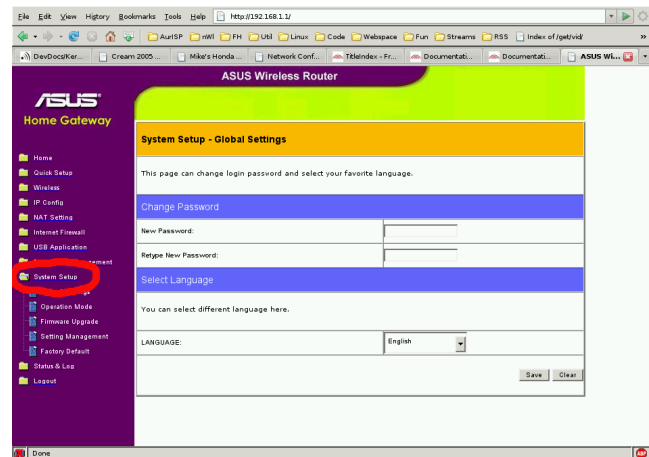 File Edit View History Bookmarks Tools Help http://192.168.1.1/
AurISP nWl FH Util Linux Code Webspace Fun Streams RSS Index of /get/vid/ »
DevDocs/Ker... Cream 2005 ... Mike's Honda ... Network Conf... TitleIndex - Fr... Documentati... Documentati... ASUS Wi...
ASUS Wireless Router
ASUS
Home Gateway
System Setup - Global Settings
This page can change login password and select your favorite language.
Change Password
New Password:
Retype New Password:
Select Language
You can select different language here.
LANGUAGE: English
Save Clear
Home
Quick Setup
Wireless
IP Config
NAT Setting
Internet Firewall
USB Application
System Setup
Operation Mode
Firmware Upgrade
Setting Management
Factory Default
Status & Log
Logout
Done ABP